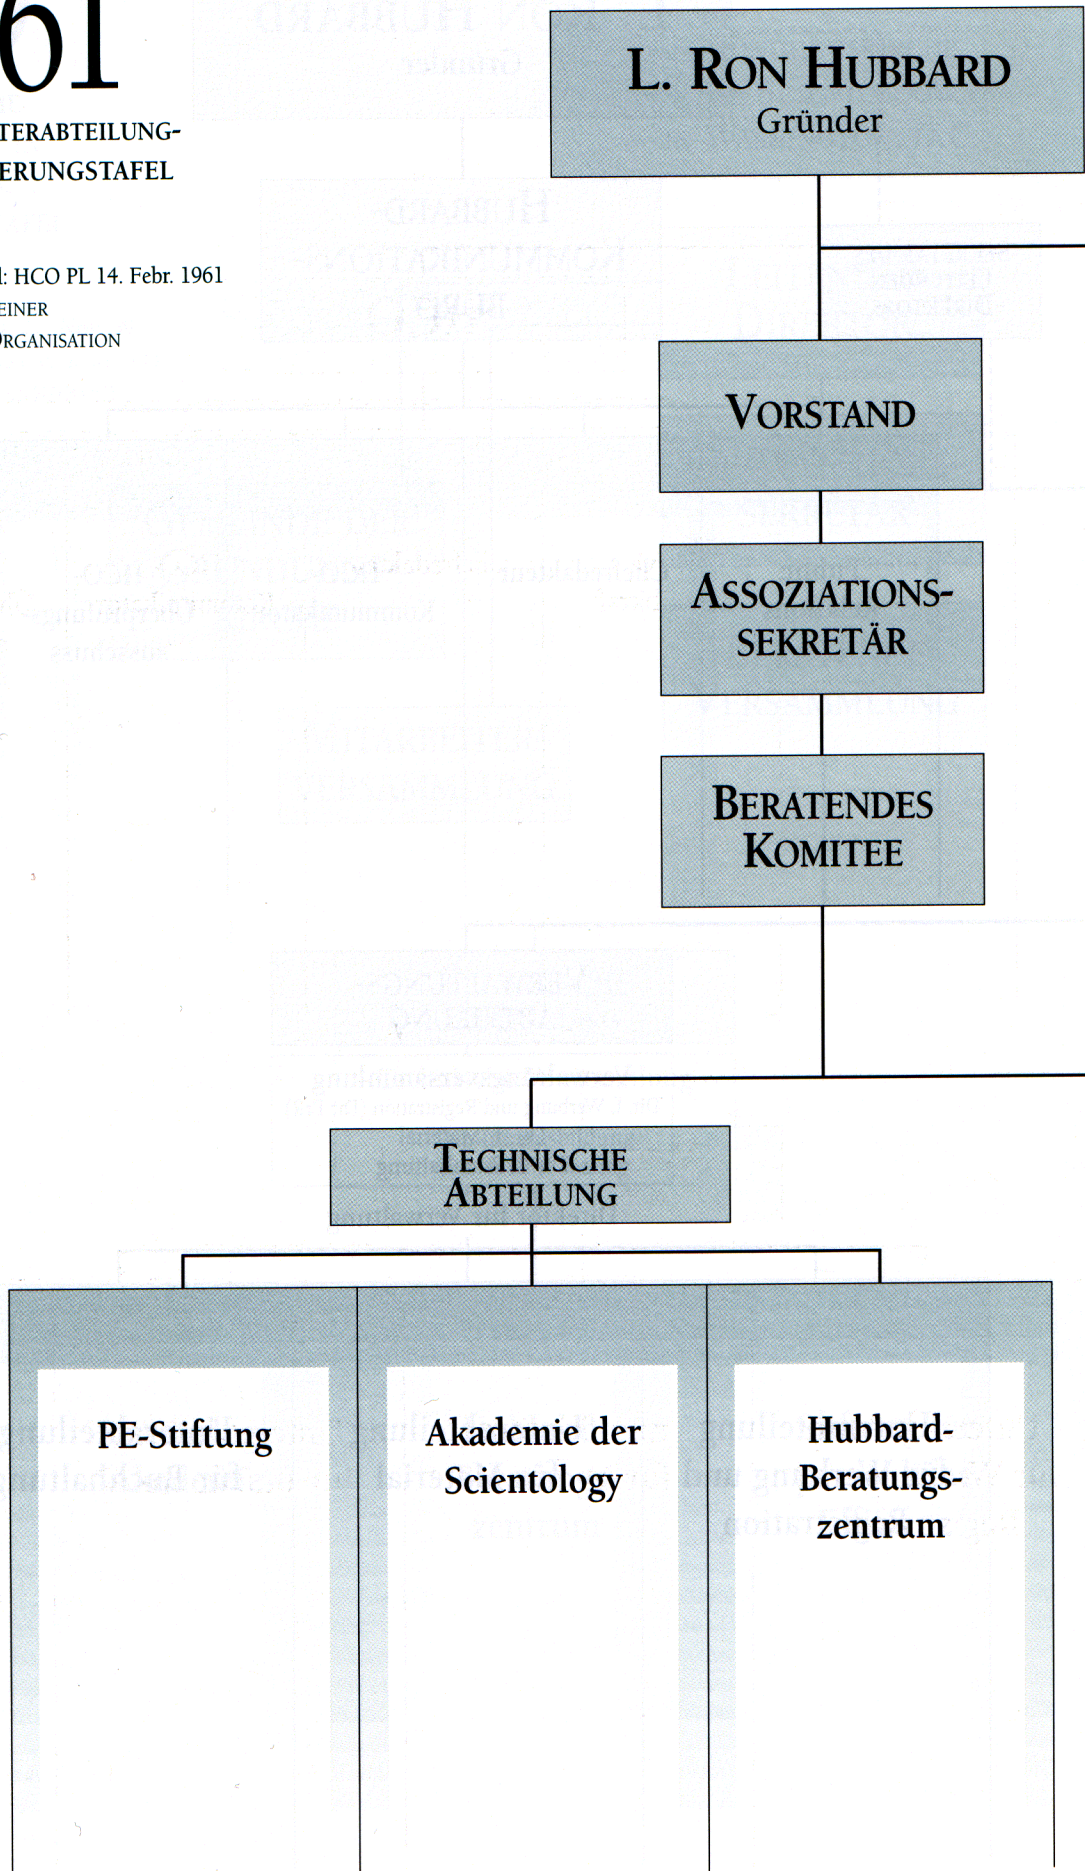 61
TERABTEILUNG-
ERUNGSTAFEL
l: HCO PL 14. Febr. 1961
EINER
ORGANISATION
L. RON HUBBARD
Gründer
VORSTAND
ASSOZIATIONS-
SEKRETÄR
BERATENDES
KOMITEE
TECHNISCHE
ABTEILUNG
PE-Stiftung
Akademie der
Scientology
Hubbard-
Beratungs-
zentrum